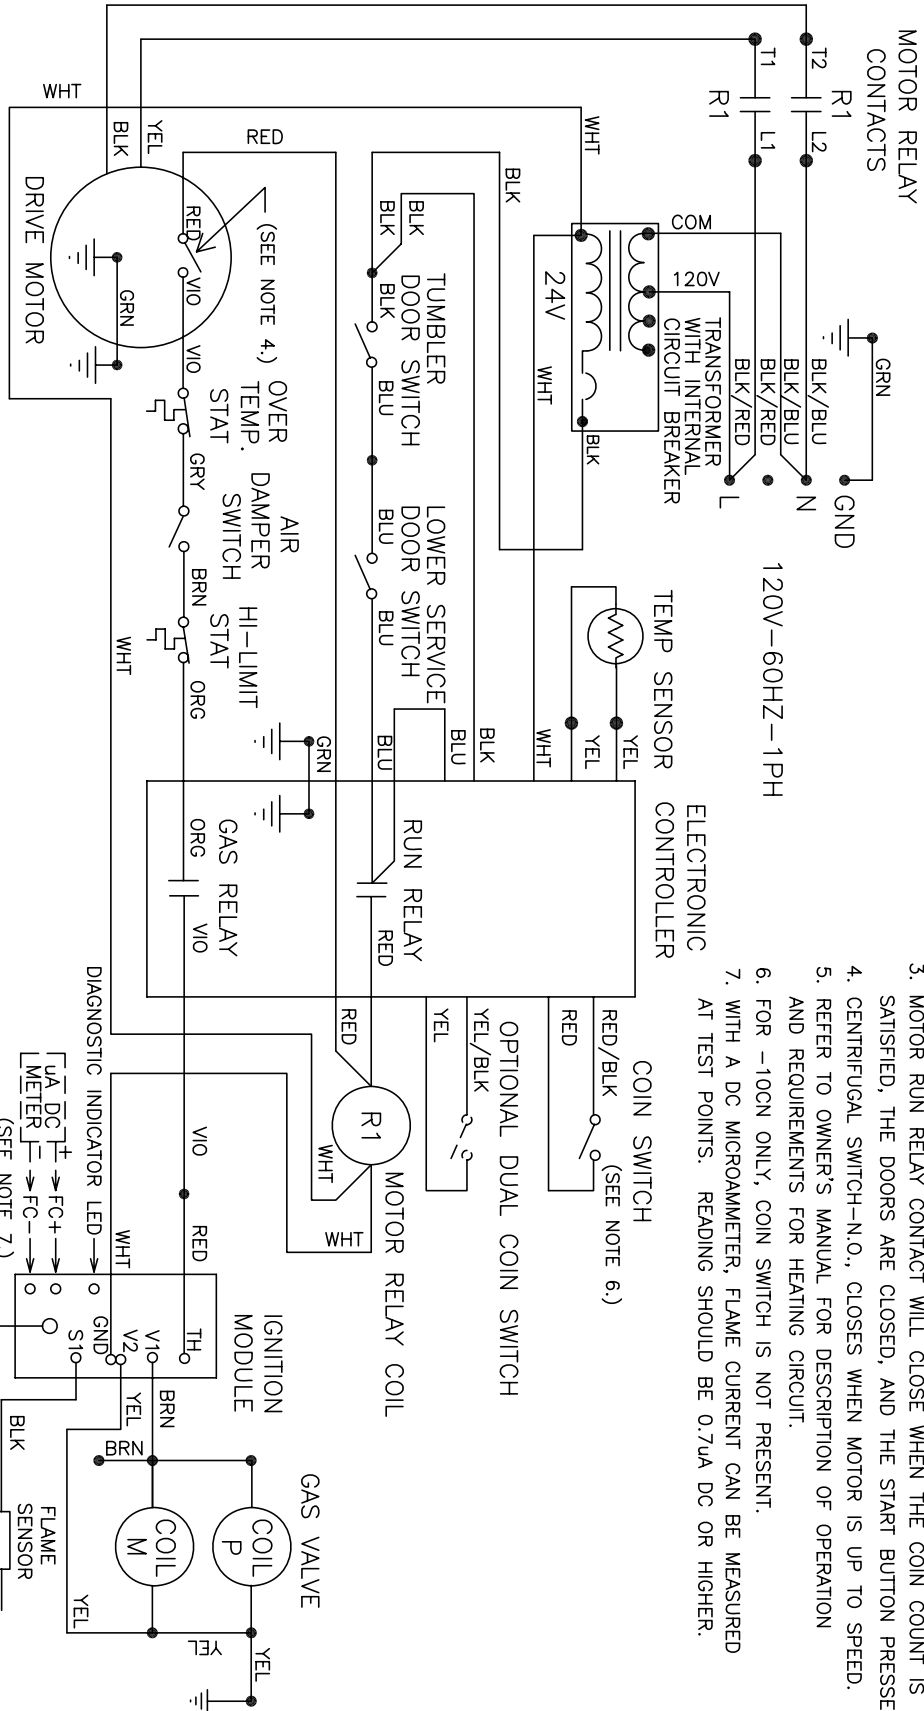 MOTOR RELAY
CONTACTS
T2
R1
L2
T1
R1
L1
GRN
GND
N
L
120V-60HZ-1PH
BLK/BLU
BLK/BLU
BLK/RED
BLK/RED
COM
120V
TRANSFORMER
WITH INTERNAL
CIRCUIT BREAKER
24V
WHT
WHT
BLK
BLK
WHT
YEL
BLK
RED
RED
VIO
GRN
DRIVE MOTOR
(SEE NOTE 4.)
VIO
OVER
TEMP.
STAT
GRY
AIR
DAMPER
SWITCH
BRN
HI-LIMIT
STAT
ORG
WHT
BLK
BLK
BLK
TUMBLER
DOOR SWITCH
BLU
BLU
LOWER SERVICE
DOOR SWITCH
BLU
BLU
BLU
BLK
WHT
TEMP SENSOR
YEL
YEL
GRN
ELECTRONIC
CONTROLLER
RUN RELAY
RED
GAS RELAY
ORG
VIO
3. MOTOR RUN RELAY CONTACT WILL CLOSE WHEN THE COIN COUNT IS
SATISFIED, THE DOORS ARE CLOSED, AND THE START BUTTON PRESSE
4. CENTRIFUGAL SWITCH-N.O., CLOSES WHEN MOTOR IS UP TO SPEED.
5. REFER TO OWNER'S MANUAL FOR DESCRIPTION OF OPERATION
AND REQUIREMENTS FOR HEATING CIRCUIT.
6. FOR -10CN ONLY, COIN SWITCH IS NOT PRESENT.
7. WITH A DC MICROAMMETER, FLAME CURRENT CAN BE MEASURED
AT TEST POINTS. READING SHOULD BE 0.7uA DC OR HIGHER.
COIN SWITCH
(SEE NOTE 6.)
RED/BLK
RED
OPTIONAL DUAL COIN SWITCH
YEL/BLK
YEL
RED
R1
MOTOR RELAY COIL
WHT
WHT
VIO
RED
DIAGNOSTIC INDICATOR LED
WHT
uA DC
METER
+
-
FC+
FC-
(SEE NOTE 7.)
IGNITION
MODULE
TH
V1
V2
GND
S1
BRN
YEL
BLK
BRN
GAS VALVE
COIL
P
COIL
M
YEL
YEL
YEL
FLAME
SENSOR